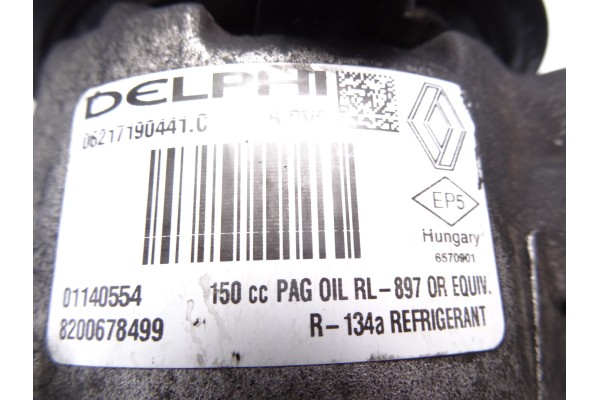 DELPHI
06217190441.C
EP5
Hungary
6570901
01140554 150 cc PAG OIL RL-897 OR EQUIV.
8200678499 R-134a REFRIGERANT